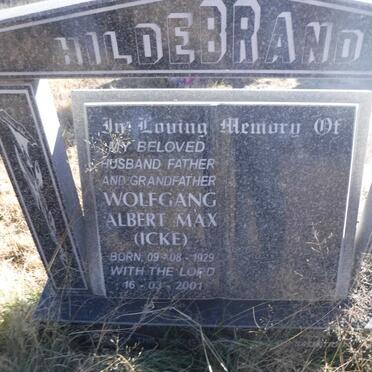 HILDEBRAND
In Loving Memory Of
MY BELOVED
HUSBAND FATHER
AND GRANDFATHER
WOLFGANG
ALBERT MAX
(ICKE)
BORN, 09-08-1929
WITH THE LORD
16-03-2001